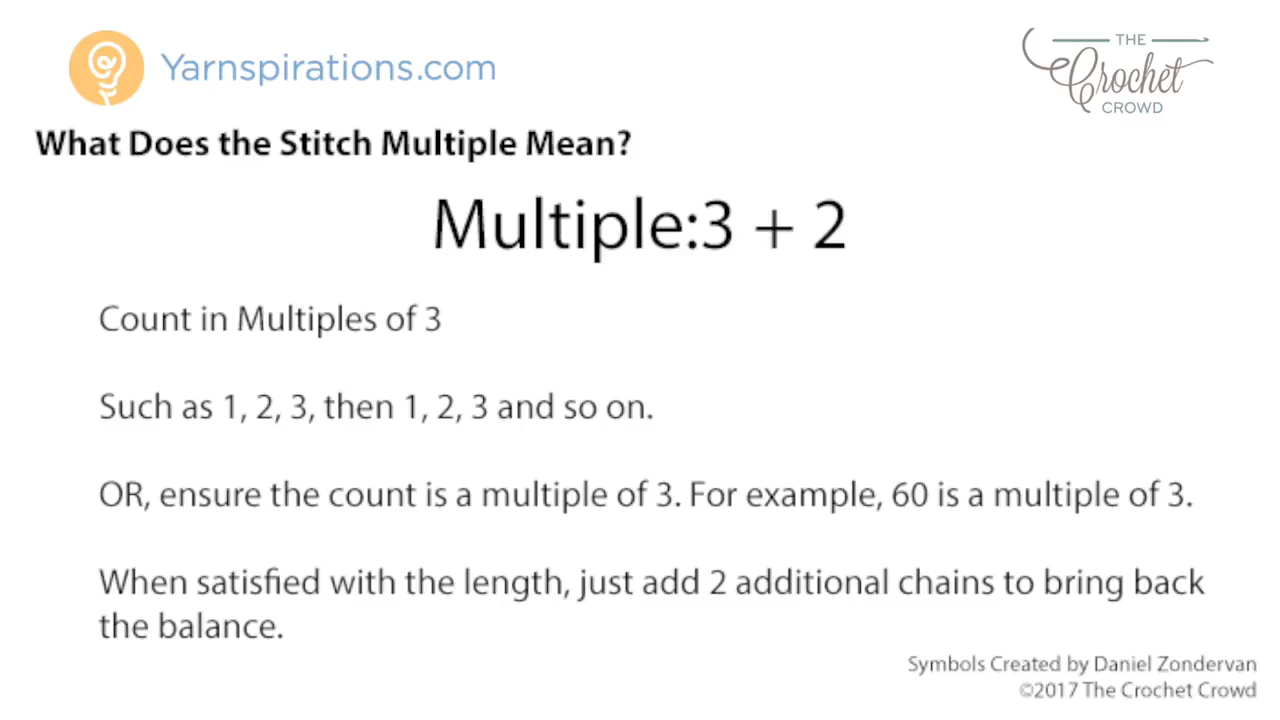 Yarnspirations.com
THE
Crochet
CROWD
What Does the Stitch Multiple Mean?
Multiple:3 + 2
Count in Multiples of 3
Such as 1, 2, 3, then 1, 2, 3 and so on.
OR, ensure the count is a multiple of 3. For example, 60 is a multiple of 3.
When satisfied with the length, just add 2 additional chains to bring back
the balance.
Symbols Created by Daniel Zondervan
©2017 The Crochet Crowd